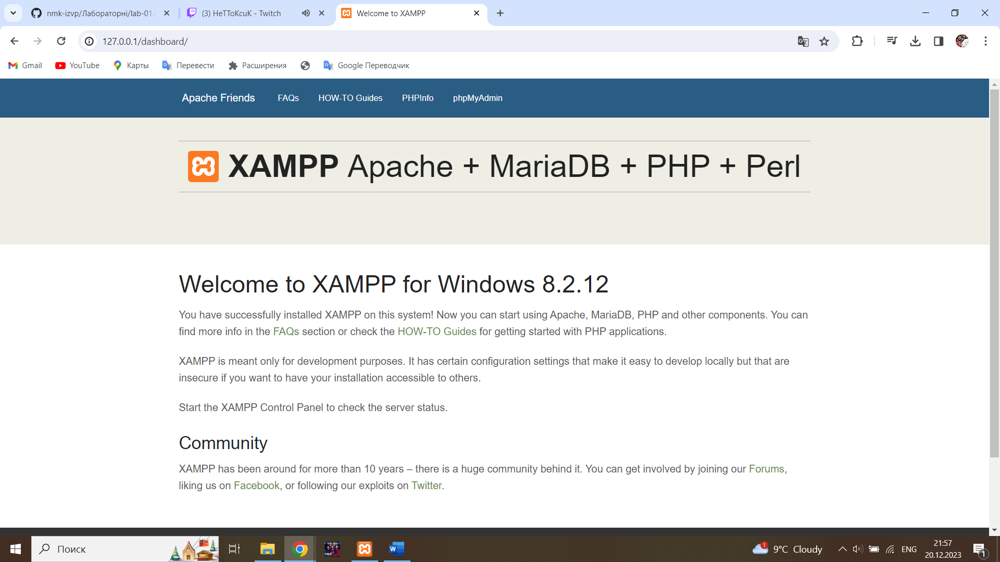 nmk-izvp/Лабораторні/lab-01.
(3) HeTToKcuK - Twitch
Welcome to XAMPP
127.0.0.1/dashboard/
Gmail
YouTube
Карты
Перевести
Расширения
Google Переводчик
Apache Friends
FAQs
HOW-TO Guides
PHPInfo
phpMyAdmin
XAMPP Apache + MariaDB + PHP + Perl
Welcome to XAMPP for Windows 8.2.12
You have successfully installed XAMPP on this system! Now you can start using Apache, MariaDB, PHP and other components. You can
find more info in the FAQs section or check the HOW-TO Guides for getting started with PHP applications.
XAMPP is meant only for development purposes. It has certain configuration settings that make it easy to develop locally but that are
insecure if you want to have your installation accessible to others.
Start the XAMPP Control Panel to check the server status.
Community
XAMPP has been around for more than 10 years – there is a huge community behind it. You can get involved by joining our Forums,
liking us on Facebook, or following our exploits on Twitter.
Поиск
1
9°C Cloudy
ENG
21:57
20.12.2023
1